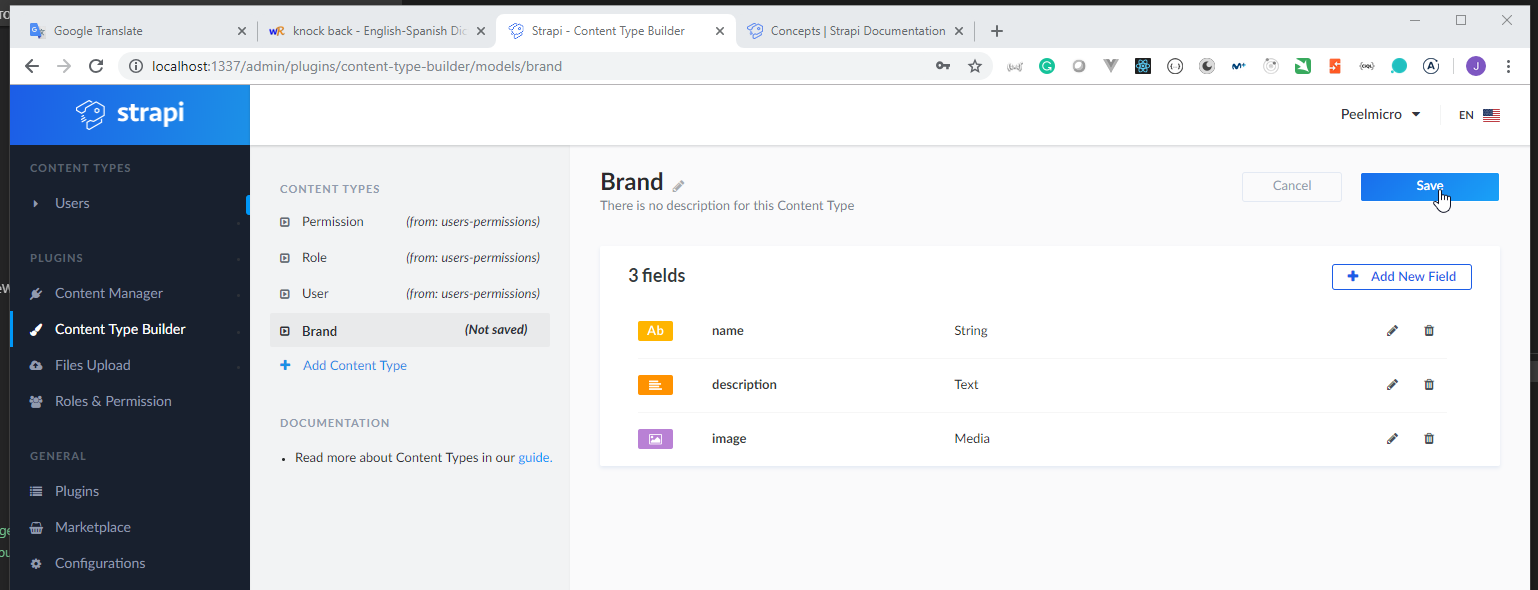 Google Translate
wR knock back - English-Spanish Dic
Strapi - Content Type Builder
Concepts | Strapi Documentation
localhost:1337/admin/plugins/content-type-builder/models/brand
J
strapi
Peelmicro
EN
CONTENT TYPES
Users
PLUGINS
Content Manager
Content Type Builder
Files Upload
Roles & Permission
GENERAL
Plugins
Marketplace
Configurations
CONTENT TYPES
Permission (from: users-permissions)
Role (from: users-permissions)
User (from: users-permissions)
Brand (Not saved)
Add Content Type
DOCUMENTATION
Read more about Content Types in our guide.
Brand
There is no description for this Content Type
Cancel
Save
3 fields
Add New Field
Ab name String
description Text
image Media